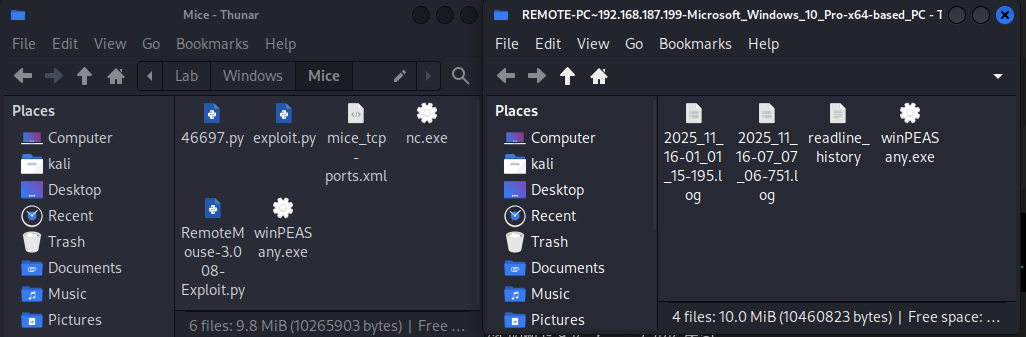 Mice - Thunar
File Edit View Go Bookmarks Help
Lab Windows Mice
Places
Computer
kali
Desktop
Recent
Trash
Documents
Music
Pictures
46697.py
exploit.py
mice_tcp
-
ports.xml
nc.exe
RemoteM
ouse-3.0
08-
Exploit.py
winPEAS
any.exe
6 files: 9.8 MiB (10265903 bytes) | Free ...
REMOTE-PC~192.168.187.199-Microsoft_Windows_10_Pro-x64-based_PC - T
File Edit View Go Bookmarks Help
Places
Computer
kali
Desktop
Recent
Trash
Documents
Music
Pictures
2025_11_
16-01_01
_15-195.l
og
2025_11_
16-07_07
_06-751.l
og
readline_
history
winPEAS
any.exe
4 files: 10.0 MiB (10460823 bytes) | Free space: ...